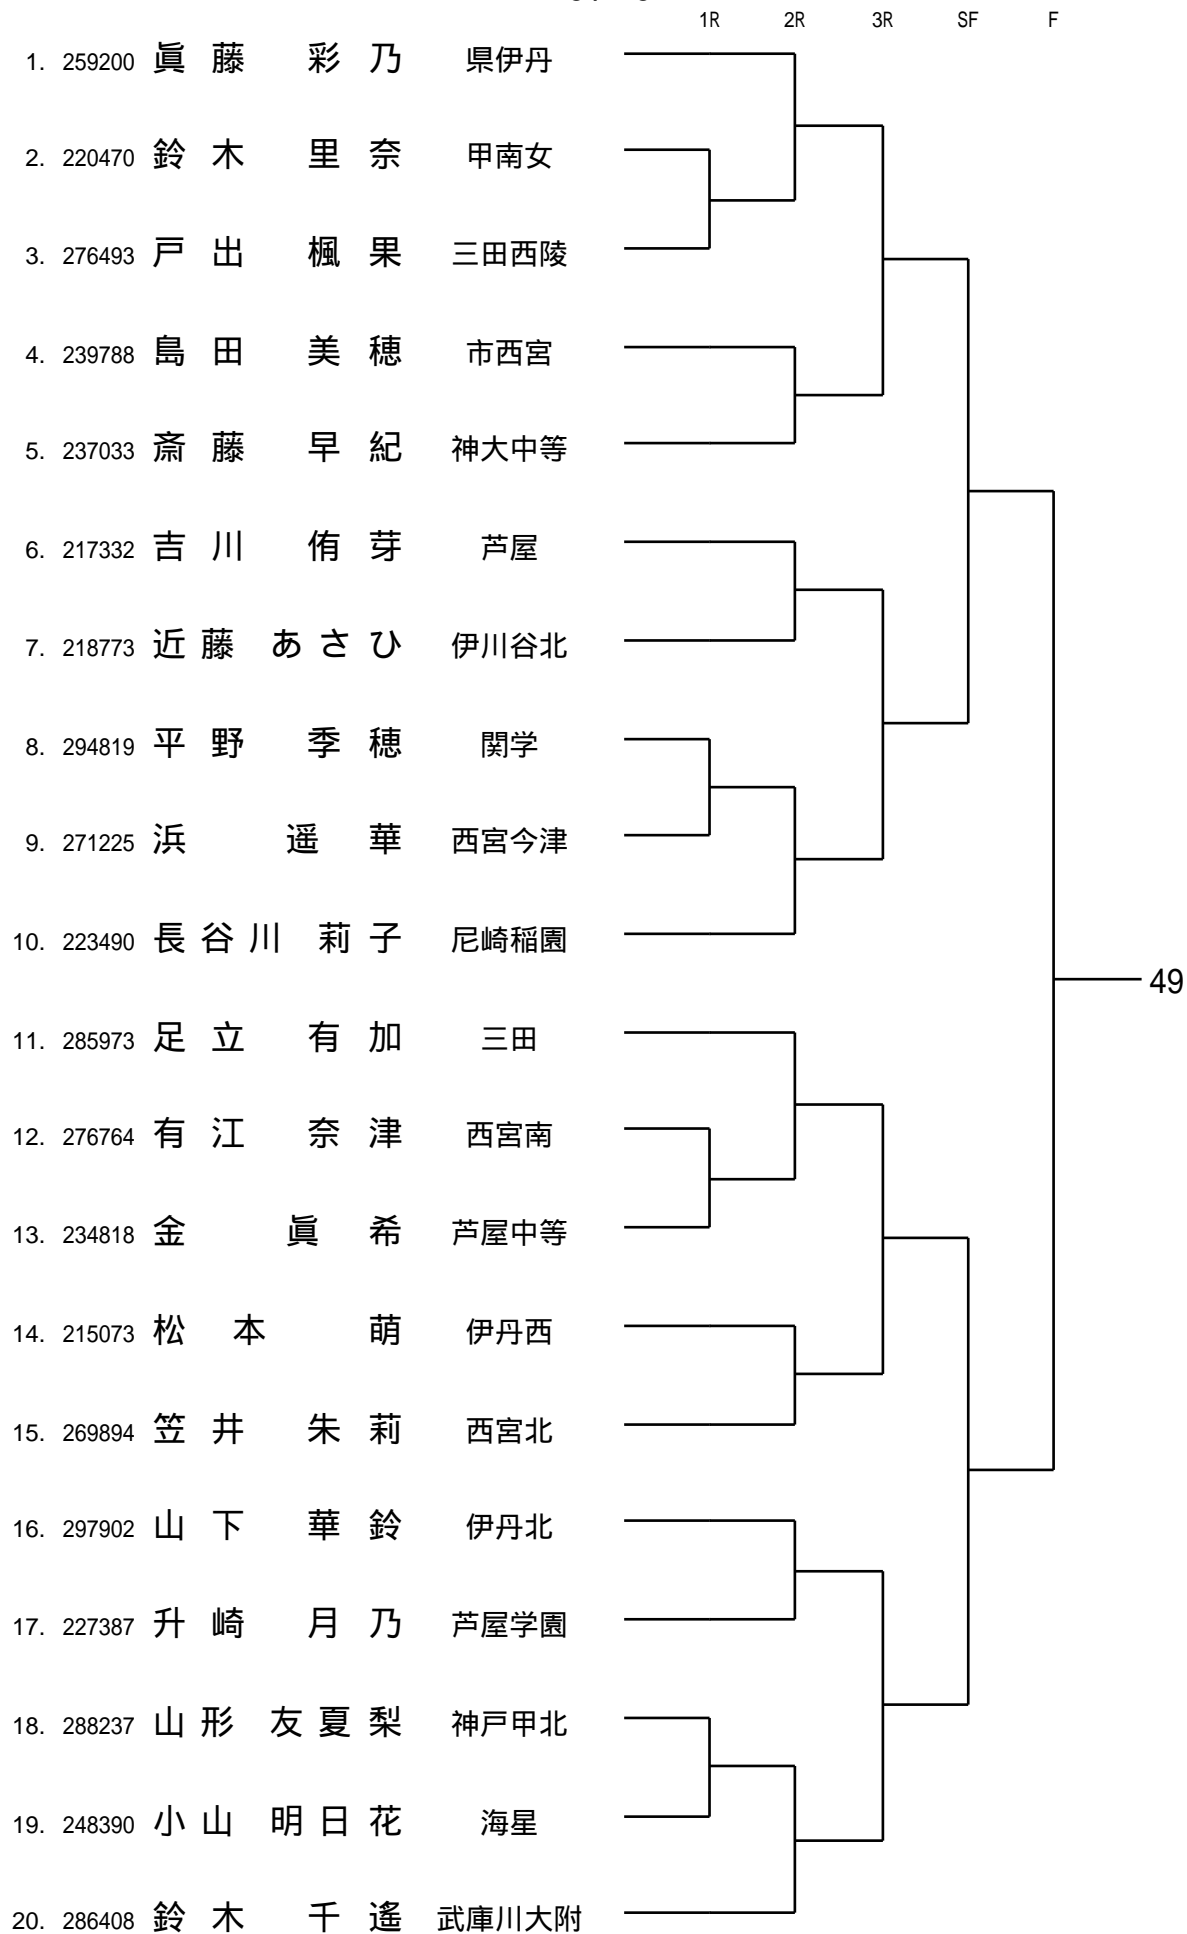 1R 2R 3R SF F
1. 259200 眞藤 彩乃 県伊丹
2. 220470 鈴木 里奈 甲南女
3. 276493 戸出 楓果 三田西陵
4. 239788 島田 美穂 市西宮
5. 237033 斎藤 早紀 神大中等
6. 217332 吉川 侑芽 芦屋
7. 218773 近藤 あさひ 伊川谷北
8. 294819 平野 季穂 関学
9. 271225 浜 遥華 西宮今津
10. 223490 長谷川 莉子 尼崎稲園
49
11. 285973 足立 有加 三田
12. 276764 有江 奈津 西宮南
13. 234818 金 眞希 芦屋中等
14. 215073 松本 萌 伊丹西
15. 269894 笠井 朱莉 西宮北
16. 297902 山下 華鈴 伊丹北
17. 227387 升崎 月乃 芦屋学園
18. 288237 山形 友夏梨 神戸甲北
19. 248390 小山 明日花 海星
20. 286408 鈴木 千遙 武庫川大附